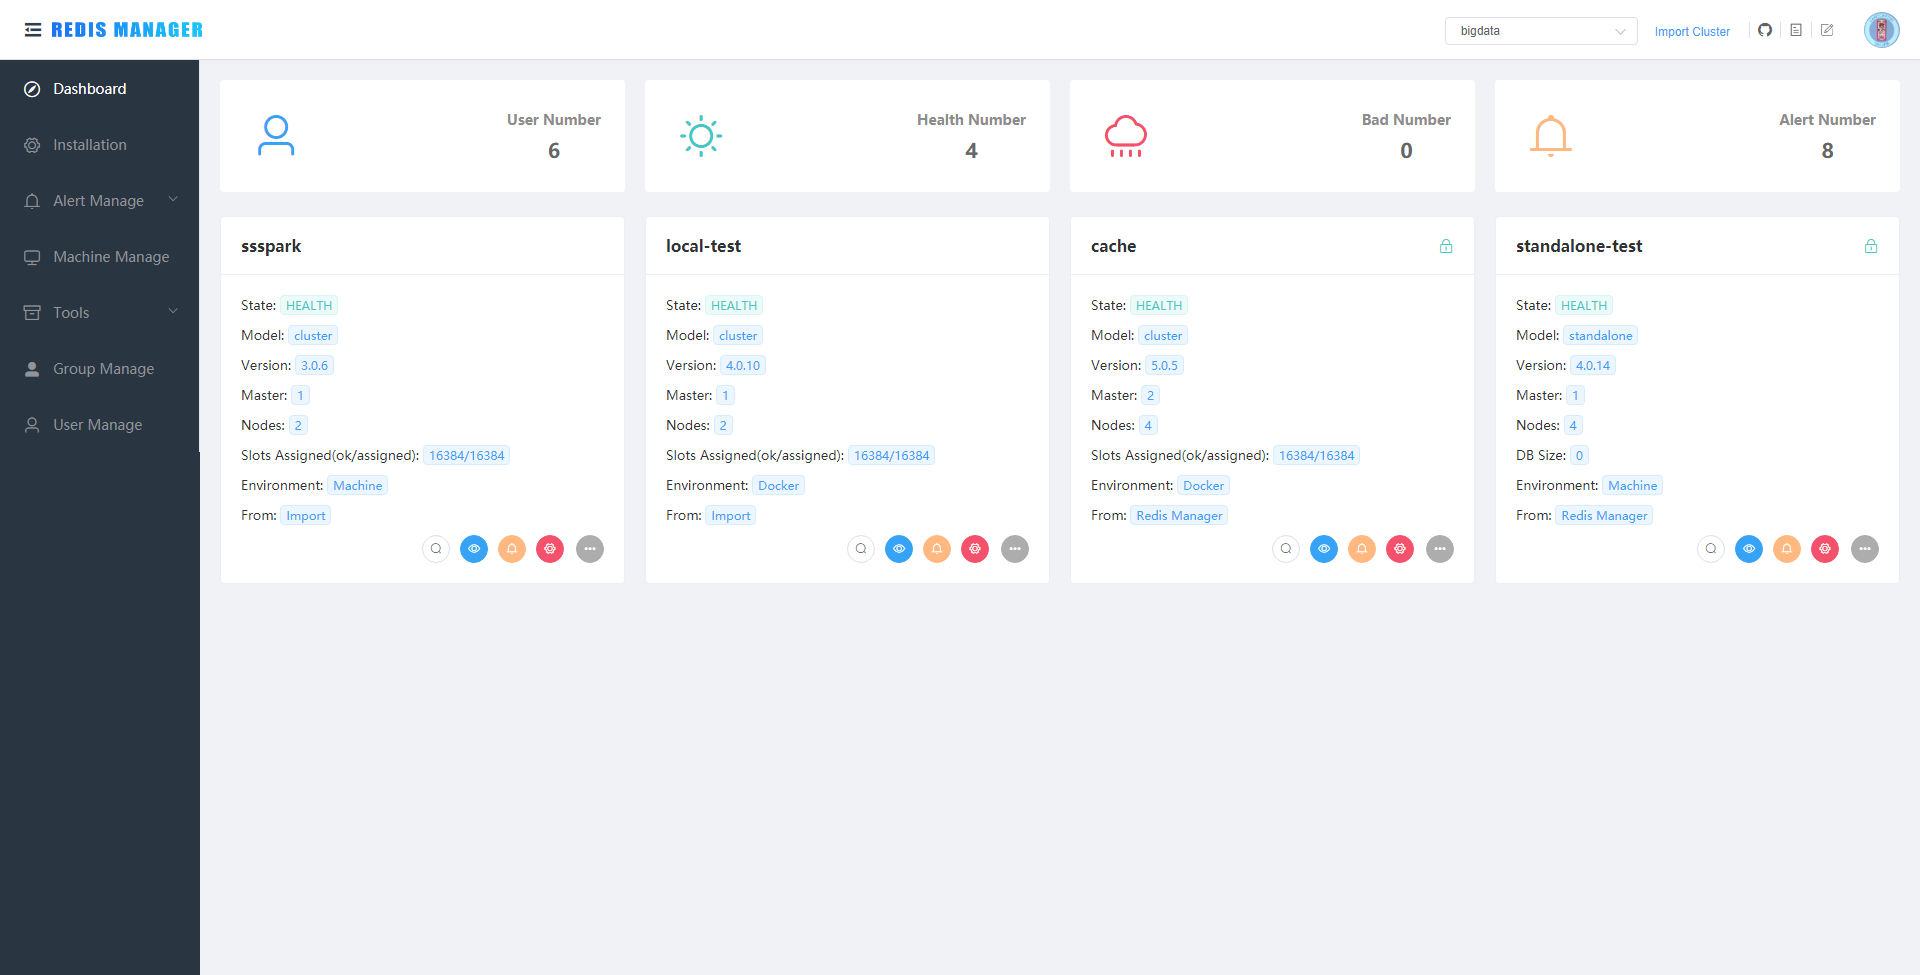 REDIS MANAGER
bigdata
Import Cluster
Dashboard
Installation
Alert Manage
Machine Manage
Tools
Group Manage
User Manage
User Number
6
Health Number
4
Bad Number
0
Alert Number
8
ssspark
State: HEALTH
Model: cluster
Version: 3.0.6
Master: 1
Nodes: 2
Slots Assigned(ok/assigned): 16384/16384
Environment: Machine
From: Import
local-test
State: HEALTH
Model: cluster
Version: 4.0.10
Master: 1
Nodes: 2
Slots Assigned(ok/assigned): 16384/16384
Environment: Docker
From: Import
cache
State: HEALTH
Model: cluster
Version: 5.0.5
Master: 2
Nodes: 4
Slots Assigned(ok/assigned): 16384/16384
Environment: Docker
From: Redis Manager
standalone-test
State: HEALTH
Model: standalone
Version: 4.0.14
Master: 1
Nodes: 4
DB Size: 0
Environment: Machine
From: Redis Manager